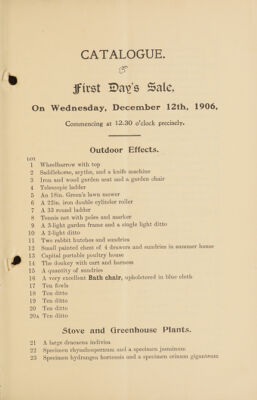 CATALOGUE.
First Day's Sale,
On Wednesday, December 12th, 1906,
Commencing at 12.30 o'clock precisely.
Outdoor Effects.
LOT
1 Wheelbarrow with top
2 Saddlehorse, scythe, and a knife machine
3 Iron and wood garden seat and a garden chair
4 Telescopic ladder
5 An 18in. Green's lawn mower
6 A 22in. iron double cylinder roller
7 A 33 round ladder
8 Tennis net with poles and marker
9 A 3-light garden frame and a single light ditto
10 A 2-light ditto
11 Two rabbit hutches and sundries
12 Small painted chest of 4 drawers and sundries in summer house
13 Capital portable poultry house
14 The donkey with cart and harness
15 A quantity of sundries
16 A very excellent Bath chair, upholstered in blue cloth
17 Ten fowls
18 Ten ditto
19 Ten ditto
20 Ten ditto
20A Ten ditto
Stove and Greenhouse Plants.
21 A large dracaena indivisa
22 Specimen rhyncospermum and a specimen jasminum
23 Specimen hydrangea hortensis and a specimen crinum giganteum